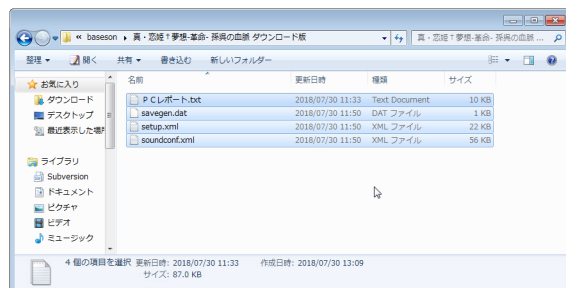 « baseson ▸ 真・恋姫†夢想-革命- 孫呉の血脈 ダウンロード版
真・恋姫†夢想-革命- 孫呉の血脈 ...
整理 ▼ 開く 共有 ▼ 書き込む 新しいフォルダー
お気に入り
ダウンロード
デスクトップ
最近表示した場所
ライブラリ
Subversion
ドキュメント
ピクチャ
ビデオ
ミュージック
名前 更新日時 種類 サイズ
ＰＣレポート.txt 2018/07/30 11:33 Text Document 10 KB
savegen.dat 2018/07/30 11:50 DAT ファイル 1 KB
setup.xml 2018/07/30 11:50 XML ファイル 22 KB
soundconf.xml 2018/07/30 11:50 XML ファイル 56 KB
4 個の項目を選択 更新日時: 2018/07/30 11:33 作成日時: 2018/07/30 13:09
サイズ: 87.0 KB